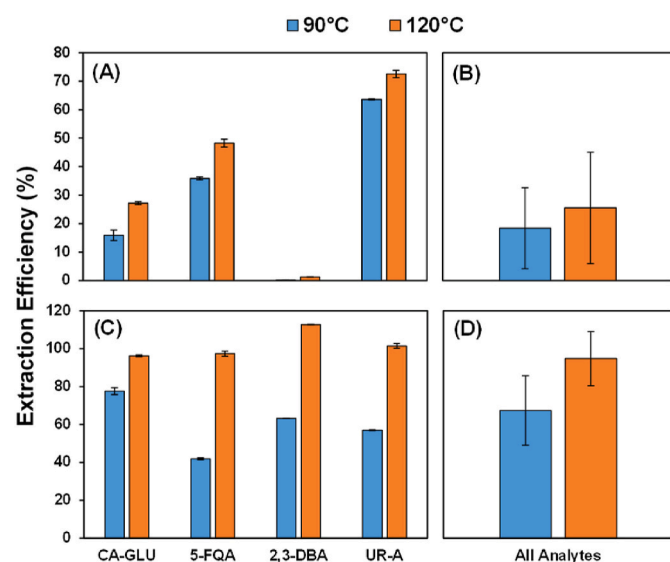 90°C 120°C
Extraction Efficiency (%)
(A)
80
70
60
50
40
30
20
10
0
(B)
(C)
120
100
80
60
40
20
0
CA-GLU 5-FQA 2,3-DBA UR-A
(D)
All Analytes